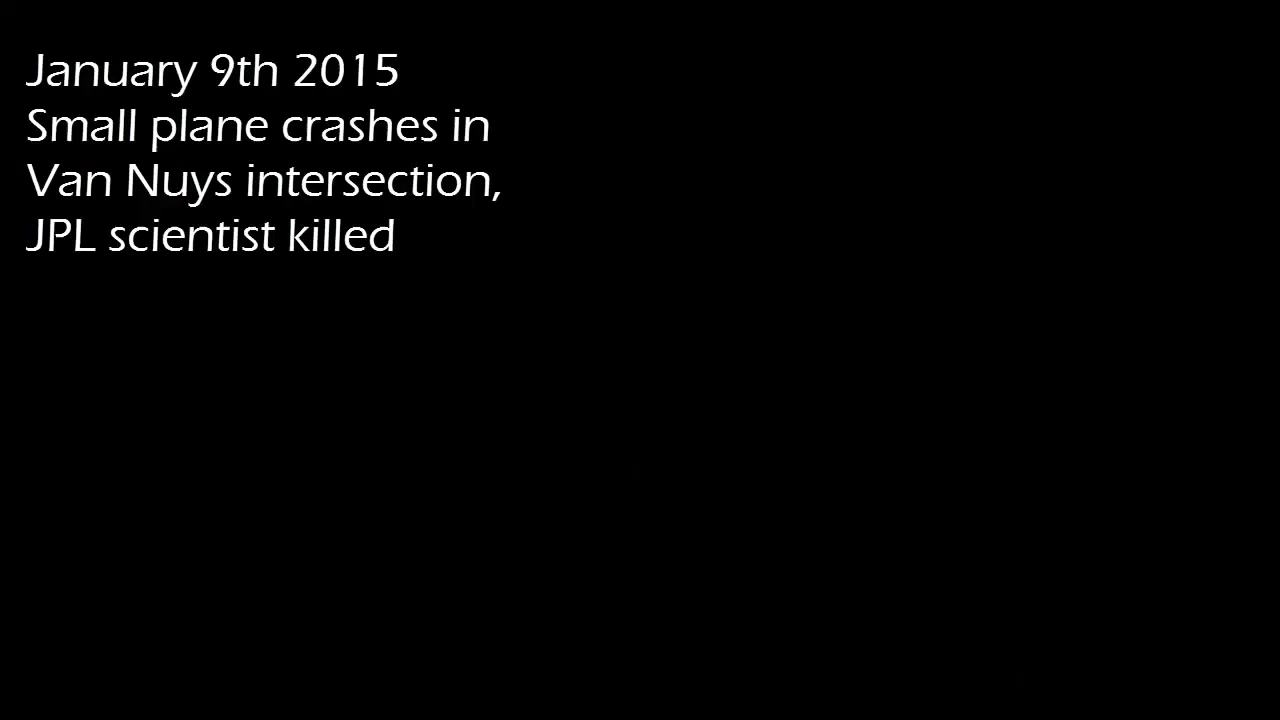 January 9th 2015
Small plane crashes in
Van Nuys intersection,
JPL scientist killed